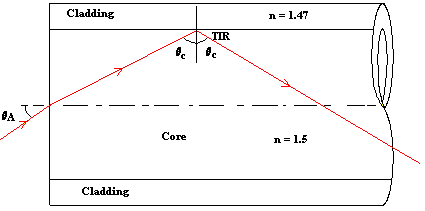 Cladding n = 1.47
TIR
θc θc
θA
Core n = 1.5
Cladding